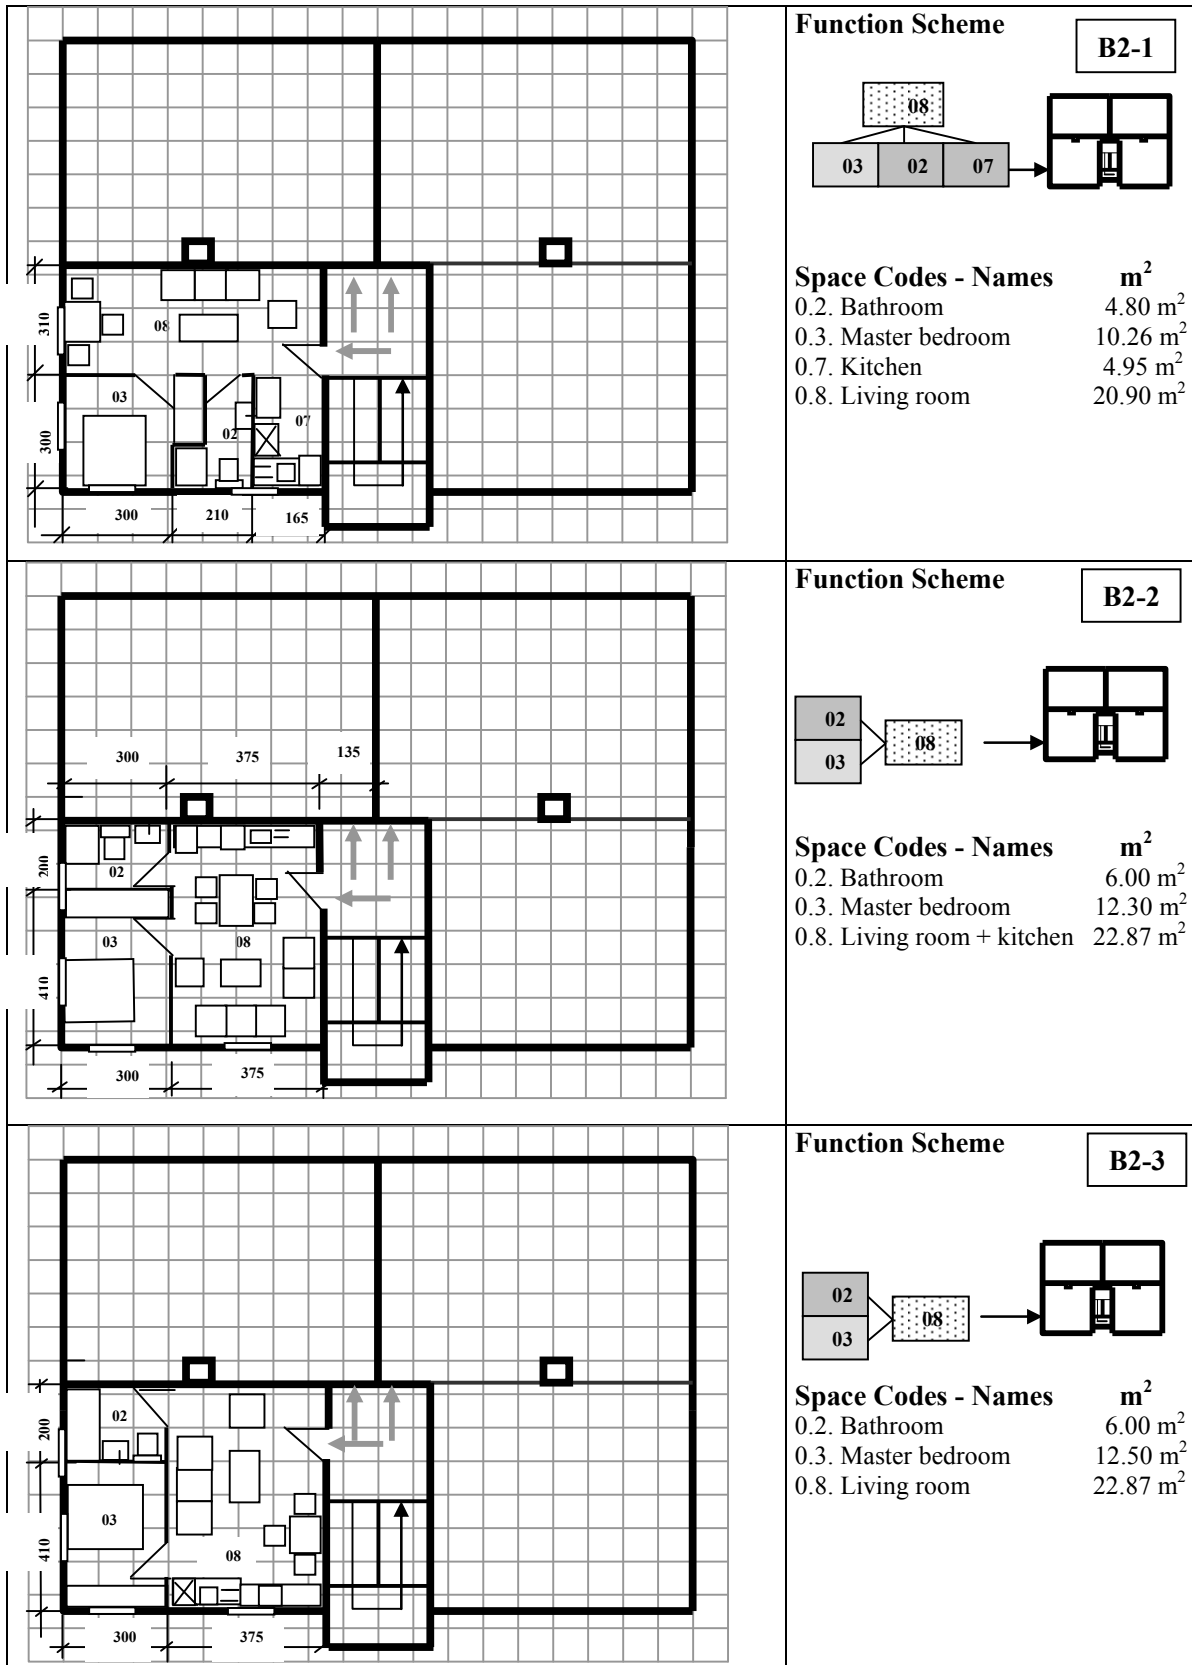 Function Scheme
B2-1
08
03 02 07
Space Codes - Names m²
0.2. Bathroom 4.80 m²
0.3. Master bedroom 10.26 m²
0.7. Kitchen 4.95 m²
0.8. Living room 20.90 m²
310
08
300
03
02
07
300 210 165
Function Scheme
B2-2
02
03
08
Space Codes - Names m²
0.2. Bathroom 6.00 m²
0.3. Master bedroom 12.30 m²
0.8. Living room + kitchen 22.87 m²
300 375 135
200
02
03
08
410
300 375
Function Scheme
B2-3
02
03
08
Space Codes - Names m²
0.2. Bathroom 6.00 m²
0.3. Master bedroom 12.50 m²
0.8. Living room 22.87 m²
200
02
03
08
410
300 375